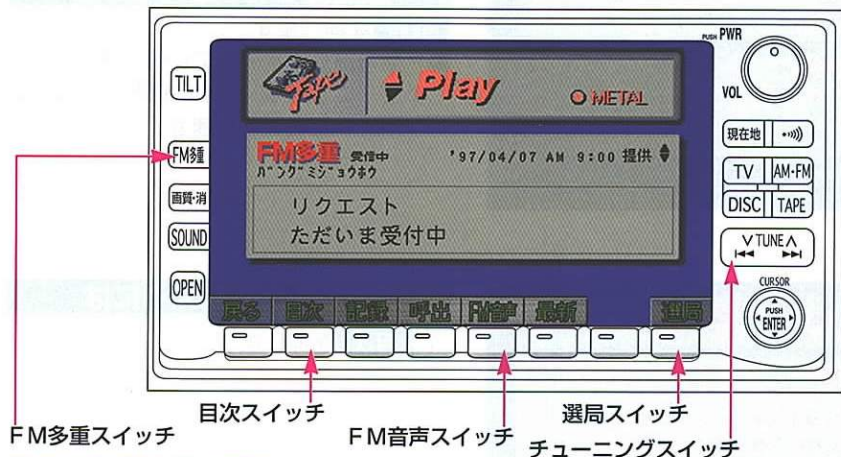 PUSH PWR
VOL
TILT
FM多重
画質・消
SOUND
OPEN
Tape
Play
METAL
FM多重 受信中 '97/04/07 AM 9:00 提供
バングミジョウホウ
リクエスト
ただいま受付中
戻る 目次 記録 呼出 FM音声 最新 選局
現在地
TV AM·FM
DISC TAPE
TUNE
CURSOR
PUSH
ENTER
目次スイッチ
選局スイッチ
FM多重スイッチ
FM音声スイッチ
チューニングスイッチ